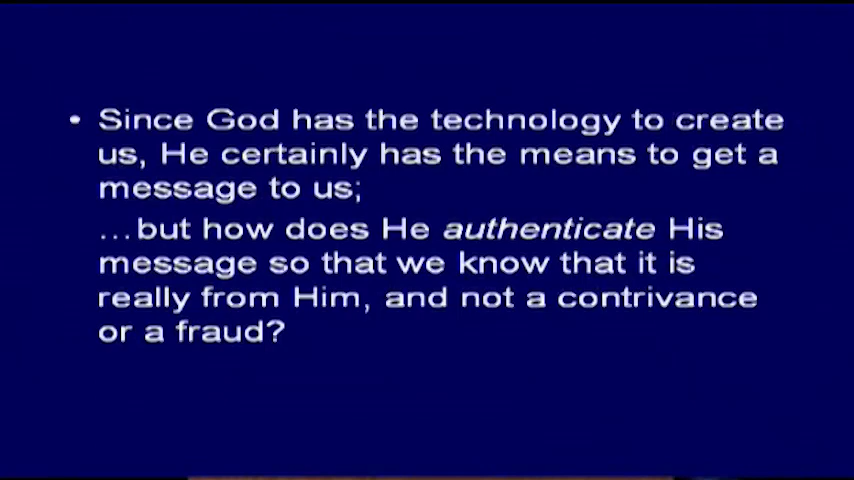 • Since God has the technology to create
us, He certainly has the means to get a
message to us;
...but how does He authenticate His
message so that we know that it is
really from Him, and not a contrivance
or a fraud?